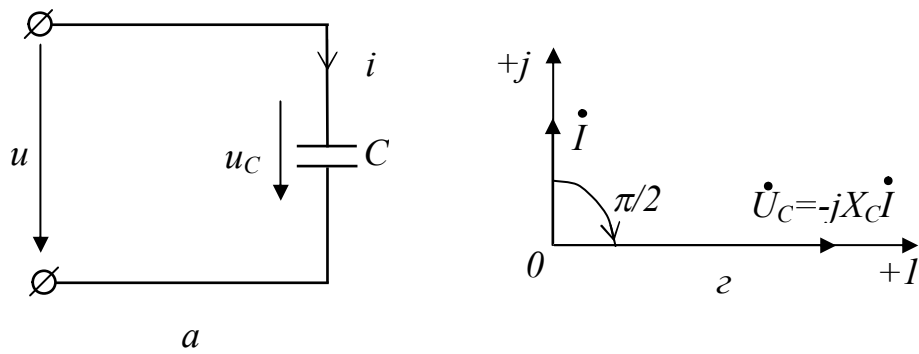 u
i
u_C
C
а
+j
İ
π/2
U̇_C=-jX_Cİ
0
+1
г